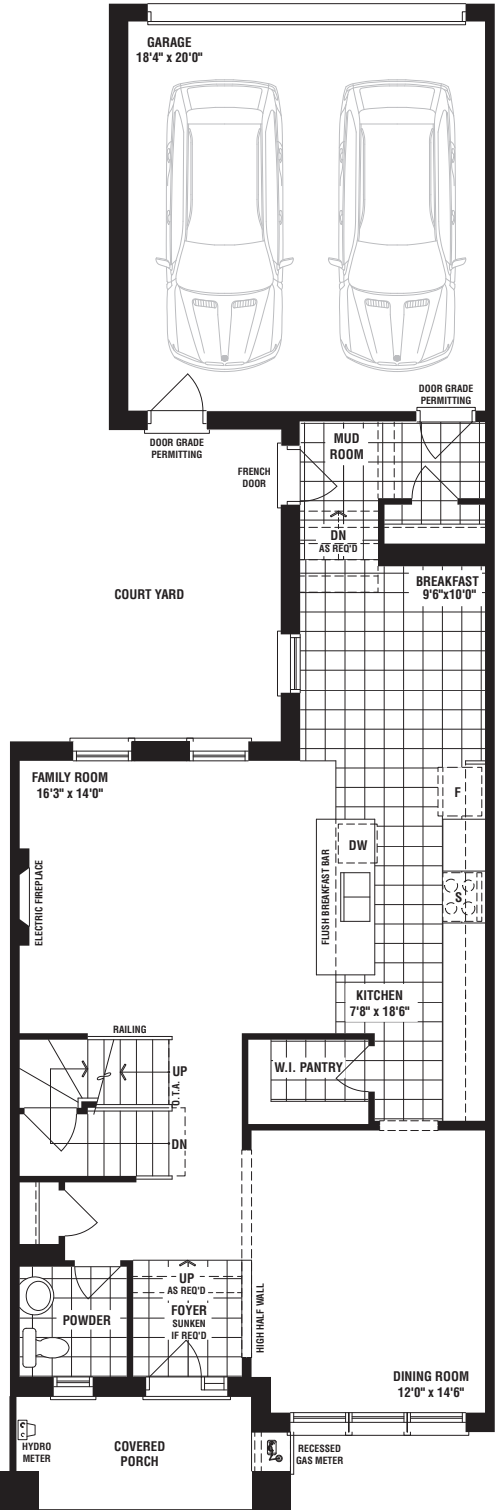 GARAGE
18'4" x 20'0"
DOOR GRADE
PERMITTING
DOOR GRADE
PERMITTING
MUD
ROOM
FRENCH
DOOR
DN
AS REQ'D
BREAKFAST
9'6"x10'0"
COURT YARD
FAMILY ROOM
16'3" x 14'0"
F
DW
S
ELECTRIC FIREPLACE
FLUSH BREAKFAST BAR
KITCHEN
7'8" x 18'6"
RAILING
W.I. PANTRY
UP
O.T.A.
DN
UP
AS REQ'D
FOYER
SUNKEN
IF REQ'D
POWDER
HIGH HALF WALL
DINING ROOM
12'0" x 14'6"
HYDRO
METER
COVERED
PORCH
RECESSED
GAS METER